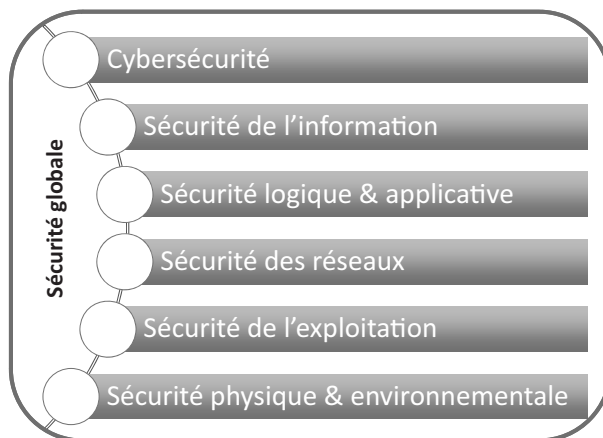 Sécurité globale
Cybersécurité
Sécurité de l’information
Sécurité logique & applicative
Sécurité des réseaux
Sécurité de l’exploitation
Sécurité physique & environnementale